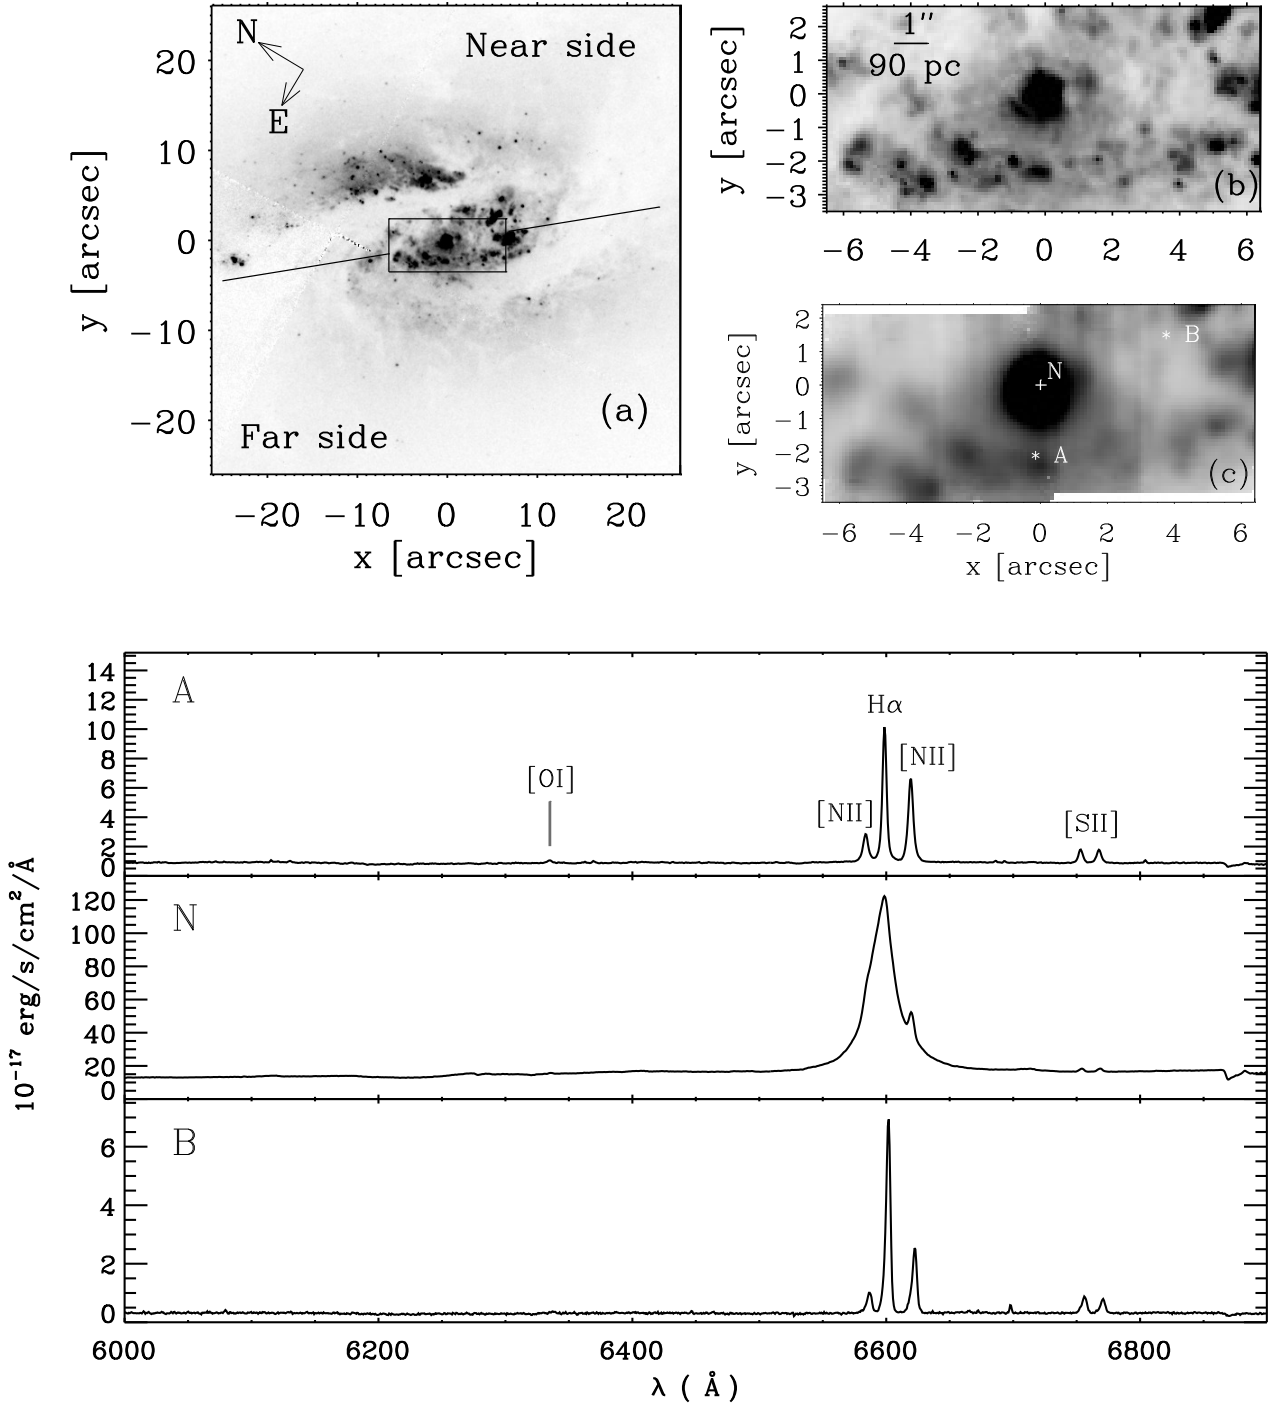 N
E
Near side
Far side
(a)
20
10
0
−10
−20
y [arcsec]
−20 −10 0 10 20
x [arcsec]
1″
90 pc
(b)
2
1
0
−1
−2
−3
y [arcsec]
−6 −4 −2 0 2 4 6
B
N
A
(c)
2
1
0
−1
−2
−3
y [arcsec]
−6 −4 −2 0 2 4 6
x [arcsec]
A
[OI]
[NII]
Hα
[NII]
[SII]
14
12
10
8
6
4
2
0
N
120
100
80
60
40
20
0
B
6
4
2
0
10⁻¹⁷ erg/s/cm²/Å
6000 6200 6400 6600 6800
λ ( Å )